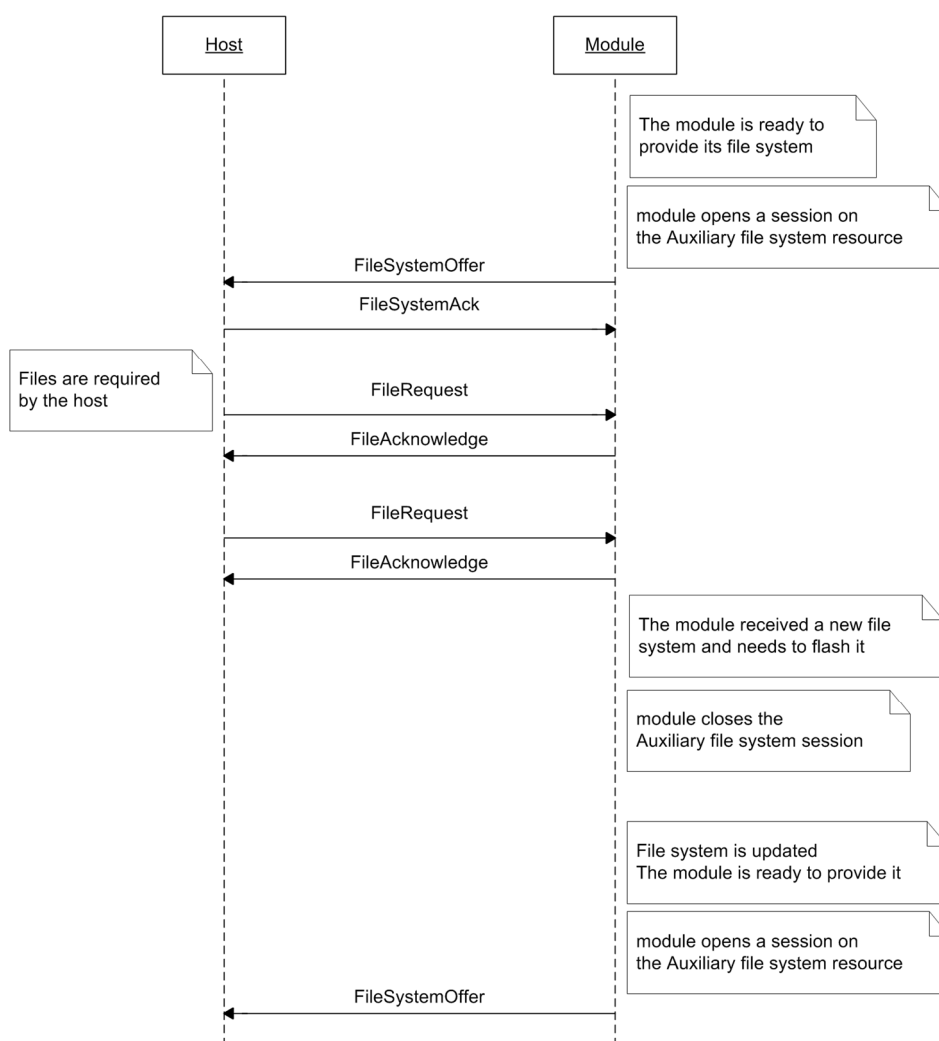 Host
Module
The module is ready to
provide its file system
module opens a session on
the Auxiliary file system resource
FileSystemOffer
FileSystemAck
Files are required
by the host
FileRequest
FileAcknowledge
FileRequest
FileAcknowledge
The module received a new file
system and needs to flash it
module closes the
Auxiliary file system session
File system is updated
The module is ready to provide it
module opens a session on
the Auxiliary file system resource
FileSystemOffer